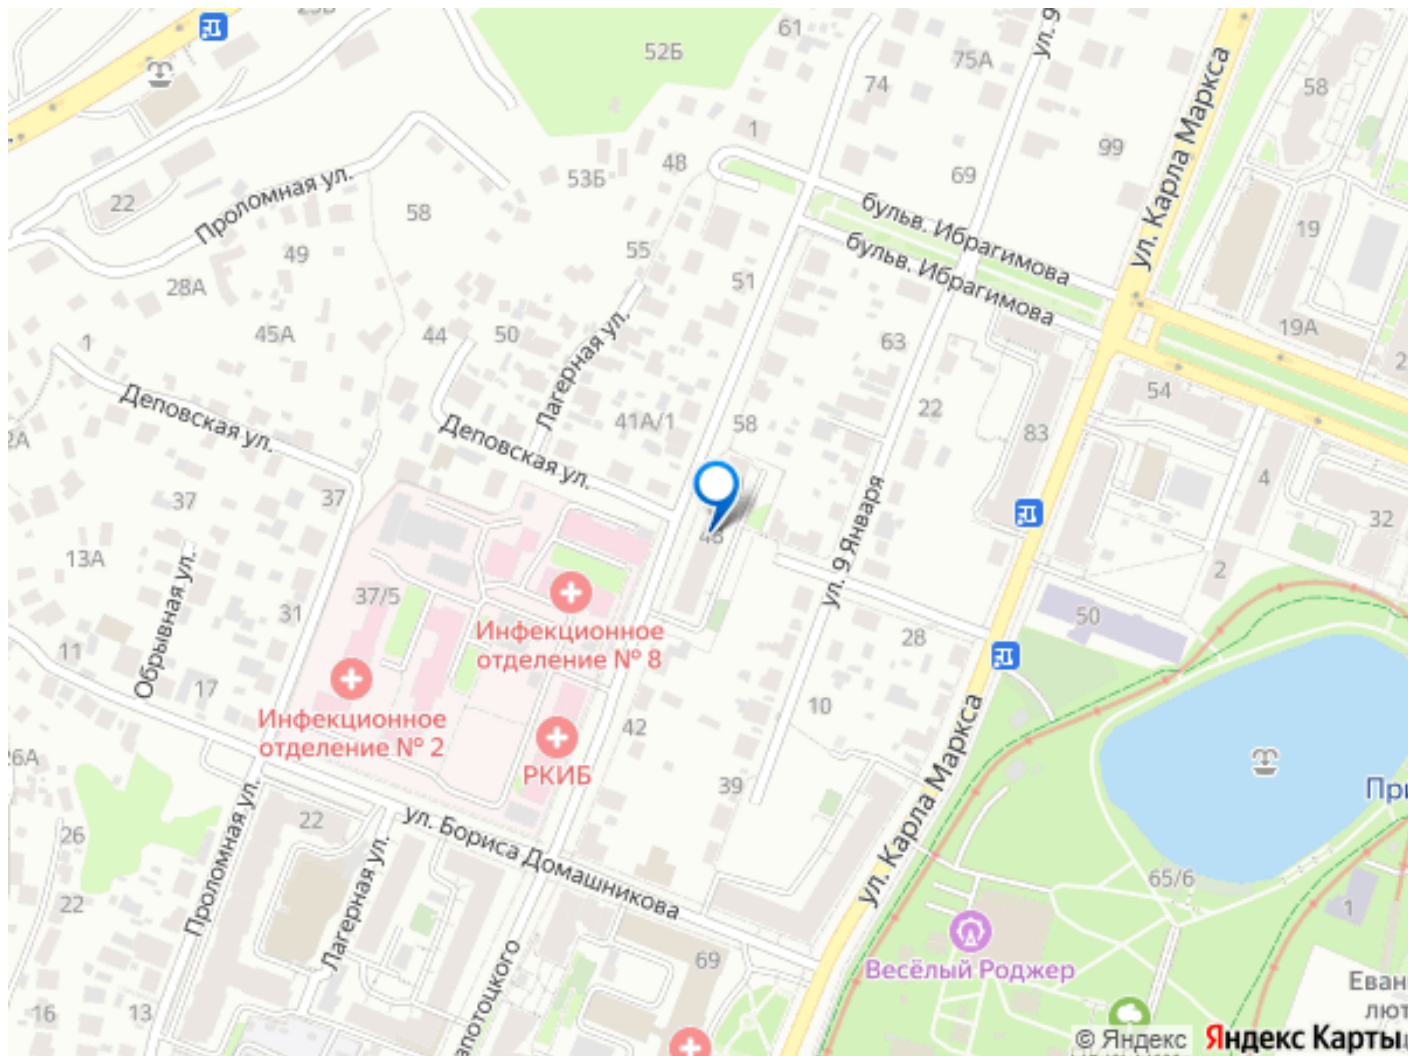 61
52Б
75А
74
58
ул. 9
1
99
ул. Карла Маркса
48
53Б
69
22
Проломная ул.
58
бульв. Ибрагимова
19
49
55
бульв. Ибрагимова
51
28А
19А
45А
44
50
63
1
Лагерная ул.
54
Деповская ул.
22
41А/1
58
83
Деповская ул.
4
37
37
ул. 9 Января
32
13А
2
37/5
31
50
Инфекционное
отделение № 8
28
Обрывная ул.
11
17
10
Инфекционное
отделение № 2
42
РКИБ
26А
39
При
ул. Карла Маркса
22
26
ул. Бориса Домашникова
Проломная ул.
Лагерная ул.
65/6
22
1
69
Весёлый Роджер
апотоцкого
16
13
Еван
лют
© Яндекс
Яндекс Карты